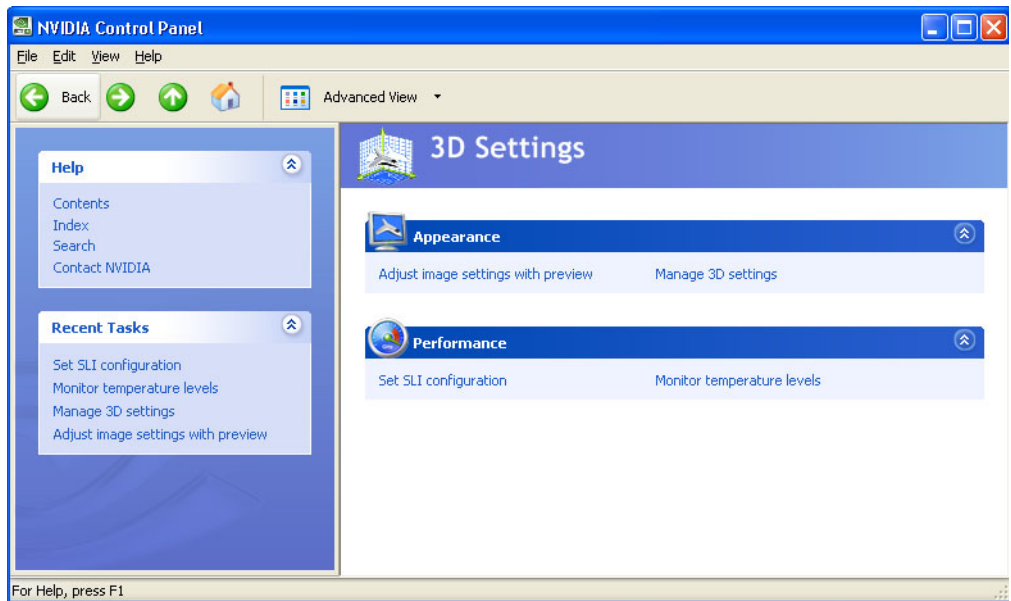 NVIDIA Control Panel
File Edit View Help
Back Advanced View
Help
Contents
Index
Search
Contact NVIDIA
Recent Tasks
Set SLI configuration
Monitor temperature levels
Manage 3D settings
Adjust image settings with preview
3D Settings
Appearance
Adjust image settings with preview Manage 3D settings
Performance
Set SLI configuration Monitor temperature levels
For Help, press F1